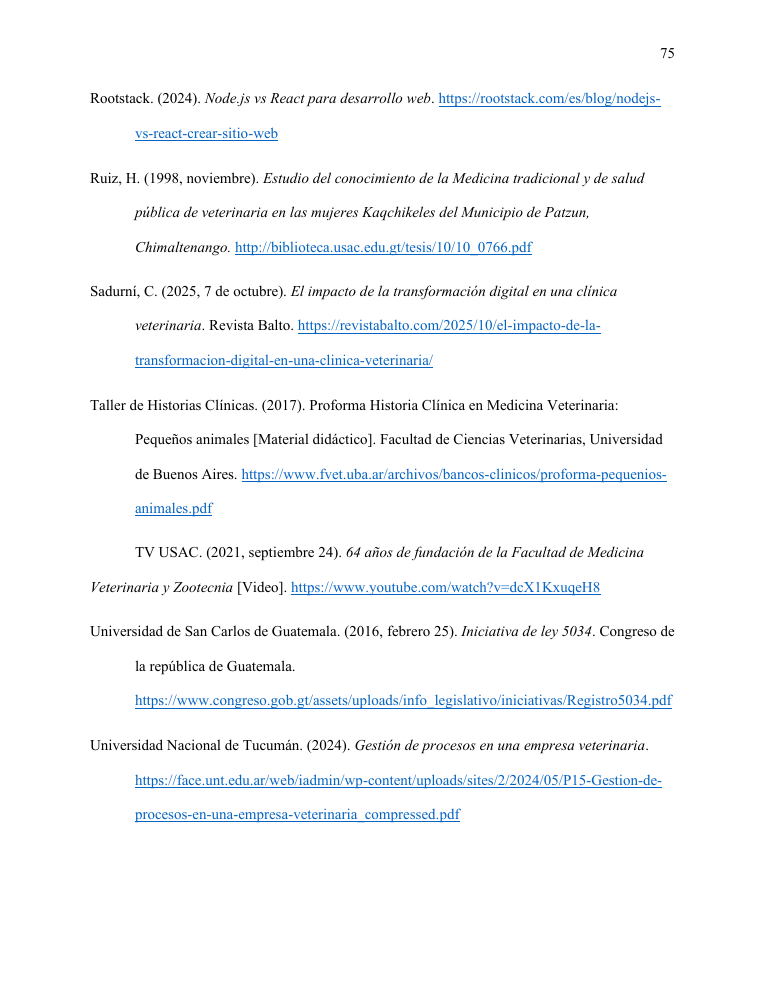 75
Rootstack. (2024). Node.js vs React para desarrollo web. https://rootstack.com/es/blog/nodejs-
vs-react-crear-sitio-web
Ruiz, H. (1998, noviembre). Estudio del conocimiento de la Medicina tradicional y de salud
pública de veterinaria en las mujeres Kaqchikeles del Municipio de Patzun,
Chimaltenango. http://biblioteca.usac.edu.gt/tesis/10/10_0766.pdf
Sadurní, C. (2025, 7 de octubre). El impacto de la transformación digital en una clínica
veterinaria. Revista Balto. https://revistabalto.com/2025/10/el-impacto-de-la-
transformacion-digital-en-una-clinica-veterinaria/
Taller de Historias Clínicas. (2017). Proforma Historia Clínica en Medicina Veterinaria:
Pequeños animales [Material didáctico]. Facultad de Ciencias Veterinarias, Universidad
de Buenos Aires. https://www.fvet.uba.ar/archivos/bancos-clinicos/proforma-pequenios-
animales.pdf
TV USAC. (2021, septiembre 24). 64 años de fundación de la Facultad de Medicina
Veterinaria y Zootecnia [Video]. https://www.youtube.com/watch?v=dcX1KxuqeH8
Universidad de San Carlos de Guatemala. (2016, febrero 25). Iniciativa de ley 5034. Congreso de
la república de Guatemala.
https://www.congreso.gob.gt/assets/uploads/info_legislativo/iniciativas/Registro5034.pdf
Universidad Nacional de Tucumán. (2024). Gestión de procesos en una empresa veterinaria.
https://face.unt.edu.ar/web/iadmin/wp-content/uploads/sites/2/2024/05/P15-Gestion-de-
procesos-en-una-empresa-veterinaria_compressed.pdf